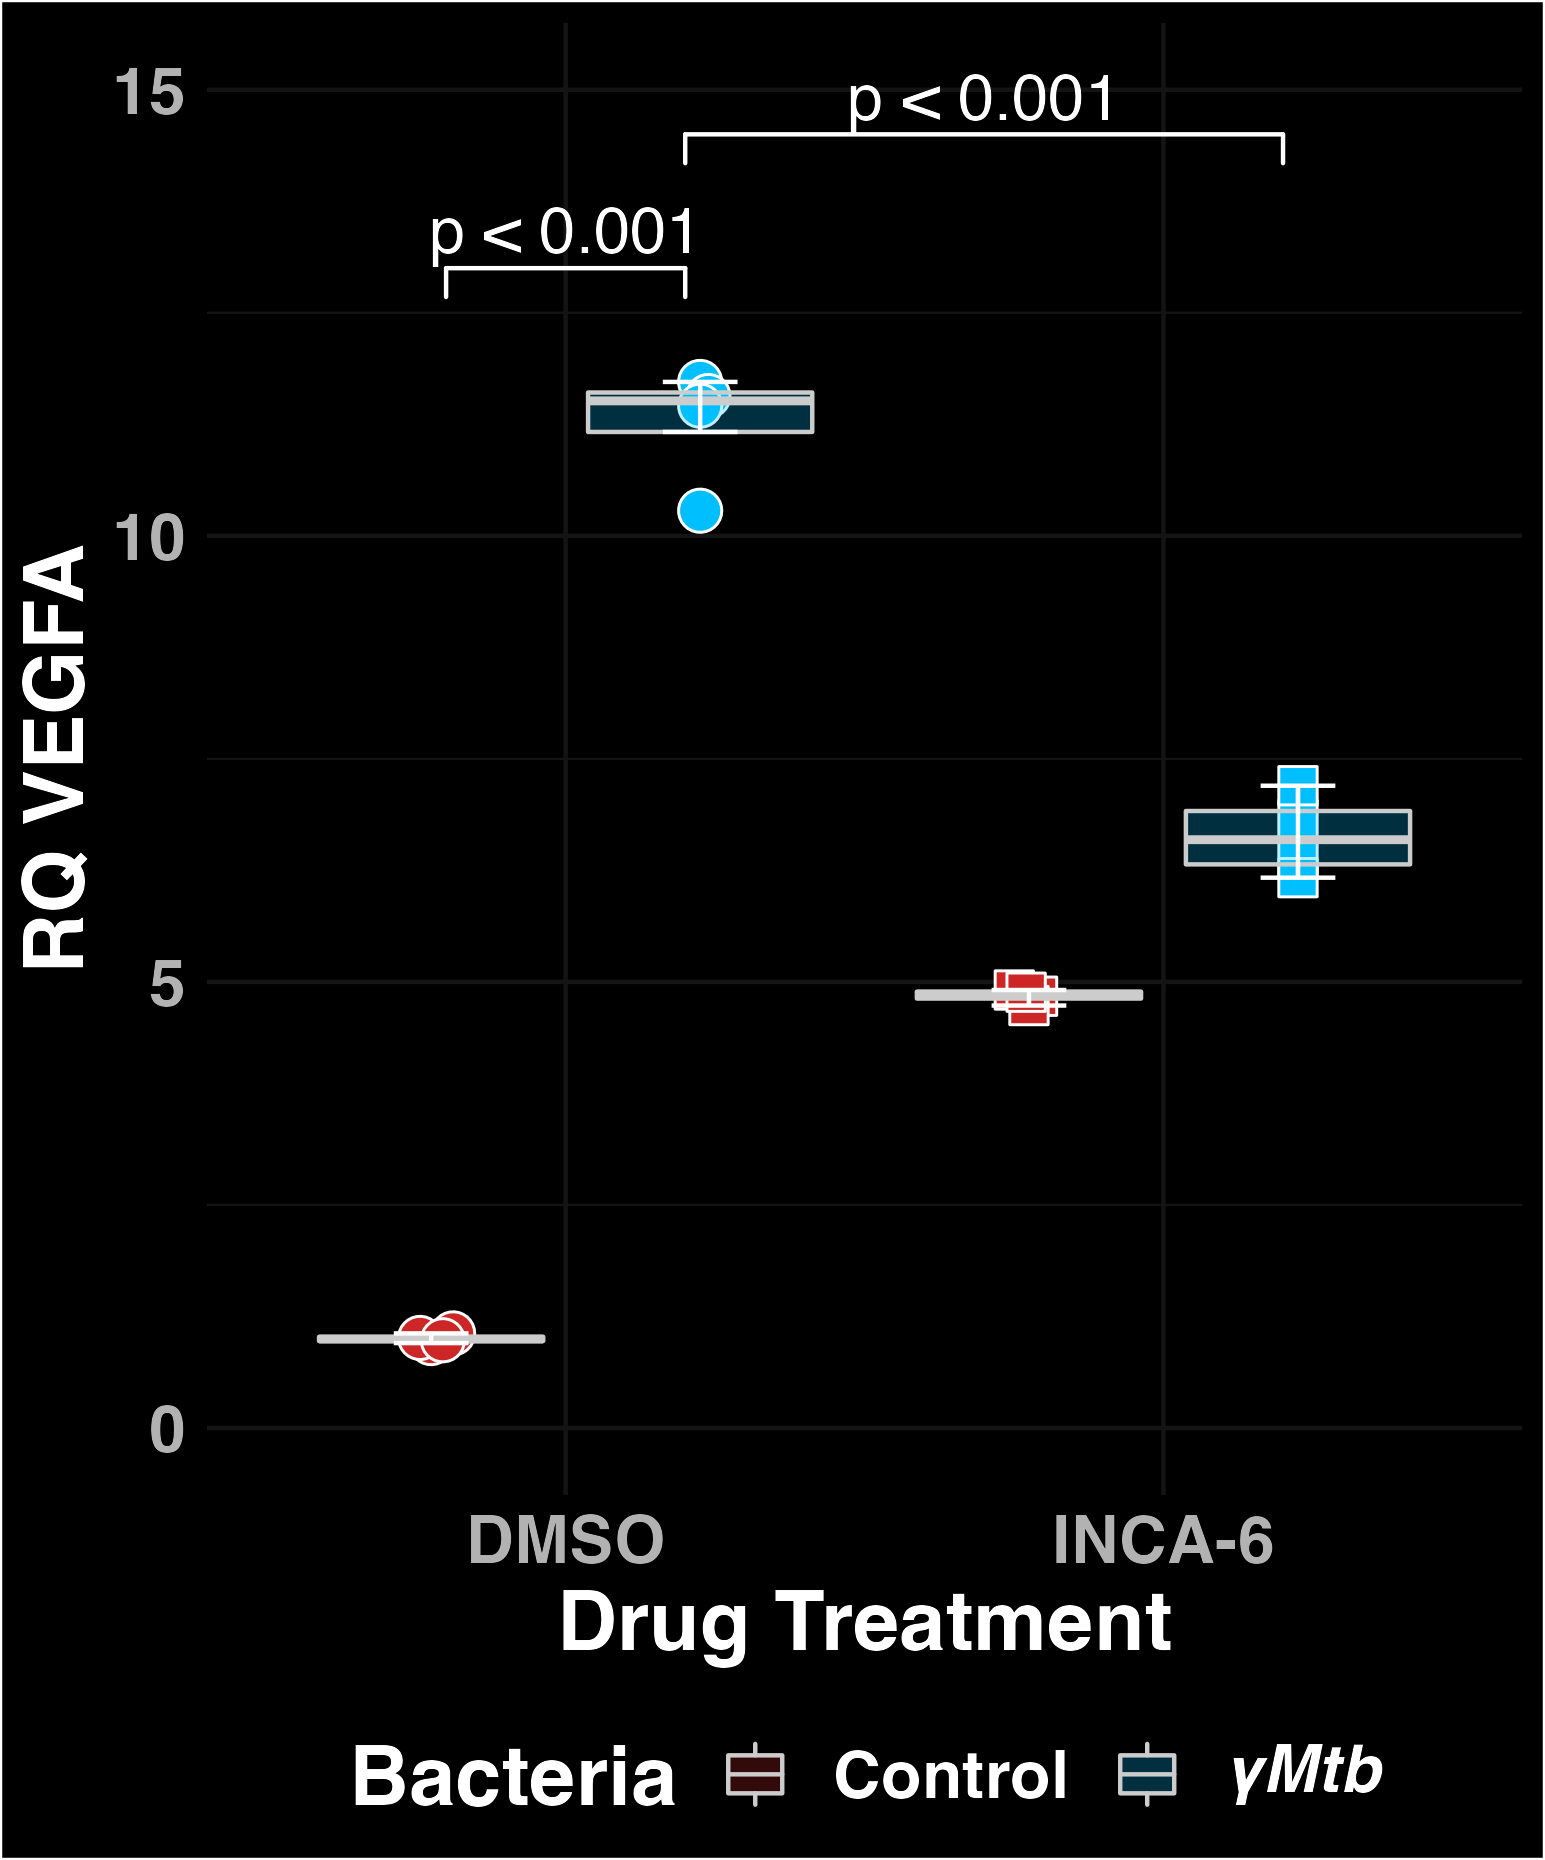 15
p < 0.001
p < 0.001
10
RQ VEGFA
5
0
DMSO INCA-6
Drug Treatment
Bacteria Control γMtb